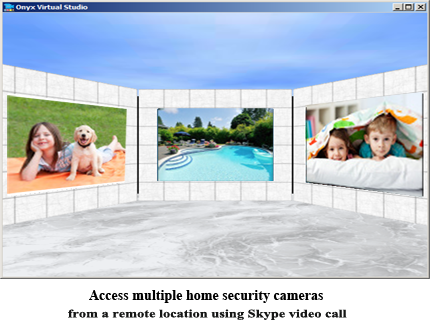 Onyx Virtual Studio
Access multiple home security cameras
from a remote location using Skype video call